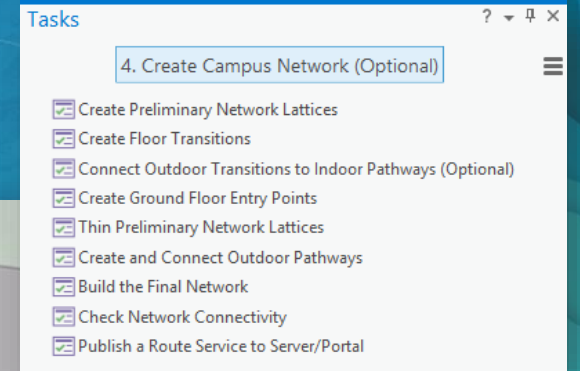 Tasks
4. Create Campus Network (Optional)
Create Preliminary Network Lattices
Create Floor Transitions
Connect Outdoor Transitions to Indoor Pathways (Optional)
Create Ground Floor Entry Points
Thin Preliminary Network Lattices
Create and Connect Outdoor Pathways
Build the Final Network
Check Network Connectivity
Publish a Route Service to Server/Portal